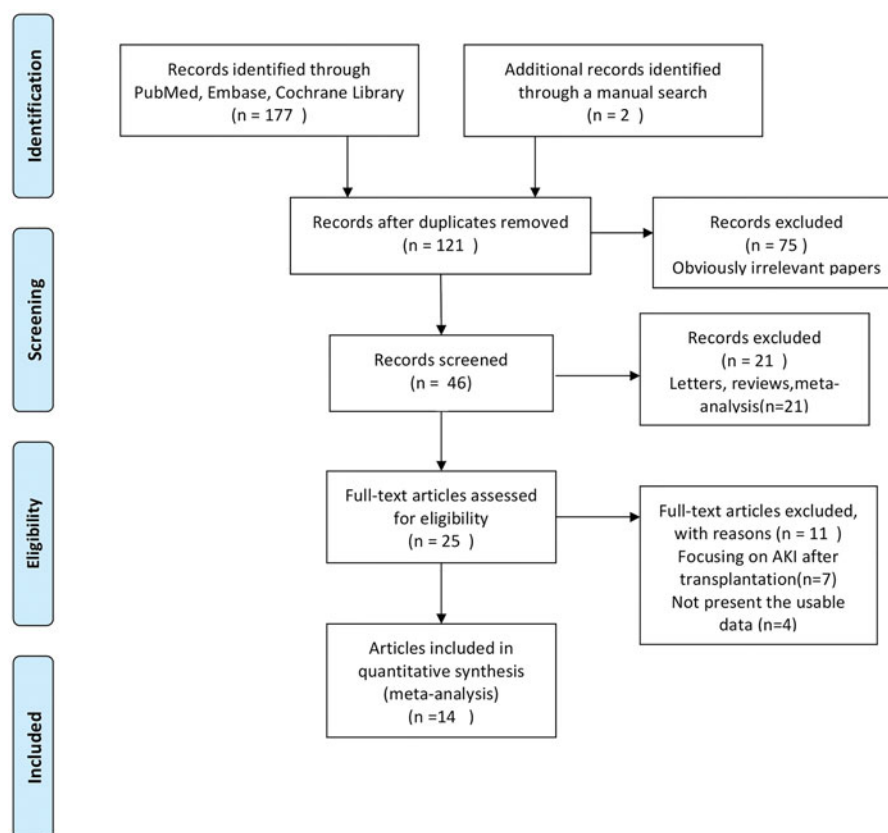 Identification
Records identified through
PubMed, Embase, Cochrane Library
(n = 177 )
Additional records identified
through a manual search
(n = 2 )
Records after duplicates removed
(n = 121 )
Records excluded
(n = 75 )
Obviously irrelevant papers
Screening
Records screened
(n = 46)
Records excluded
(n = 21 )
Letters, reviews,meta-
analysis(n=21)
Eligibility
Full-text articles assessed
for eligibility
(n = 25 )
Full-text articles excluded,
with reasons (n = 11 )
Focusing on AKI after
transplantation(n=7)
Not present the usable
data (n=4)
Included
Articles included in
quantitative synthesis
(meta-analysis)
(n =14 )